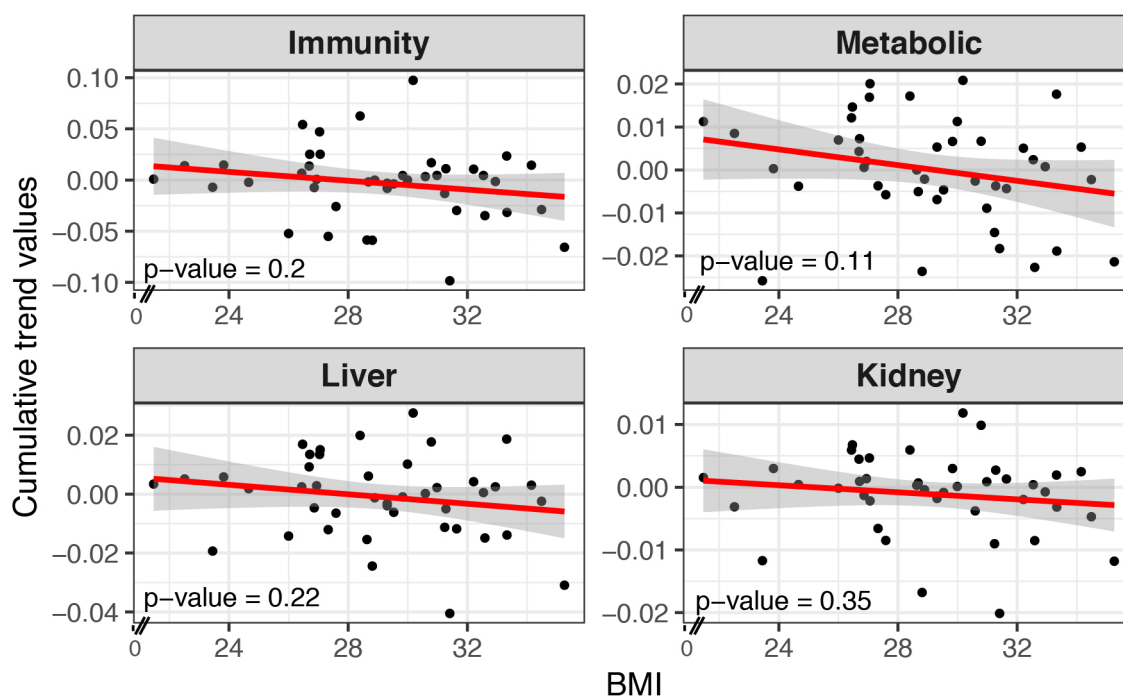 Immunity
Metabolic
0.10
0.05
0.00
−0.05
−0.10
p−value = 0.2
0 24 28 32
0.02
0.01
0.00
−0.01
−0.02
p−value = 0.11
0 24 28 32
Cumulative trend values
Liver
Kidney
0.02
0.00
−0.02
−0.04
p−value = 0.22
0 24 28 32
0.01
0.00
−0.01
−0.02
p−value = 0.35
0 24 28 32
BMI